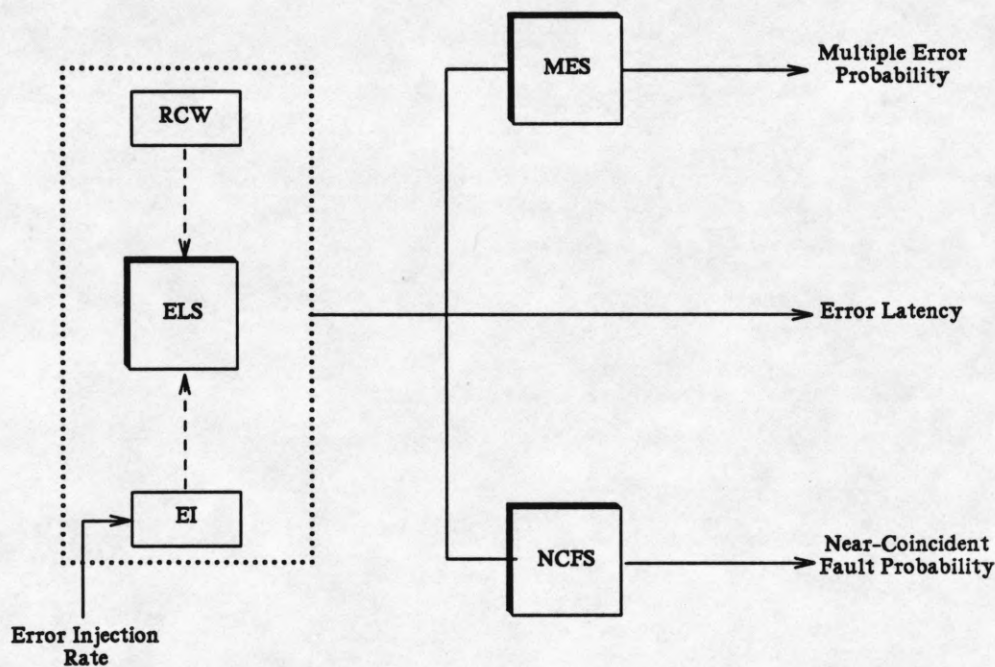 MES
Multiple Error
Probability
RCW
ELS
Error Latency
EI
NCFS
Near-Coincident
Fault Probability
Error Injection
Rate